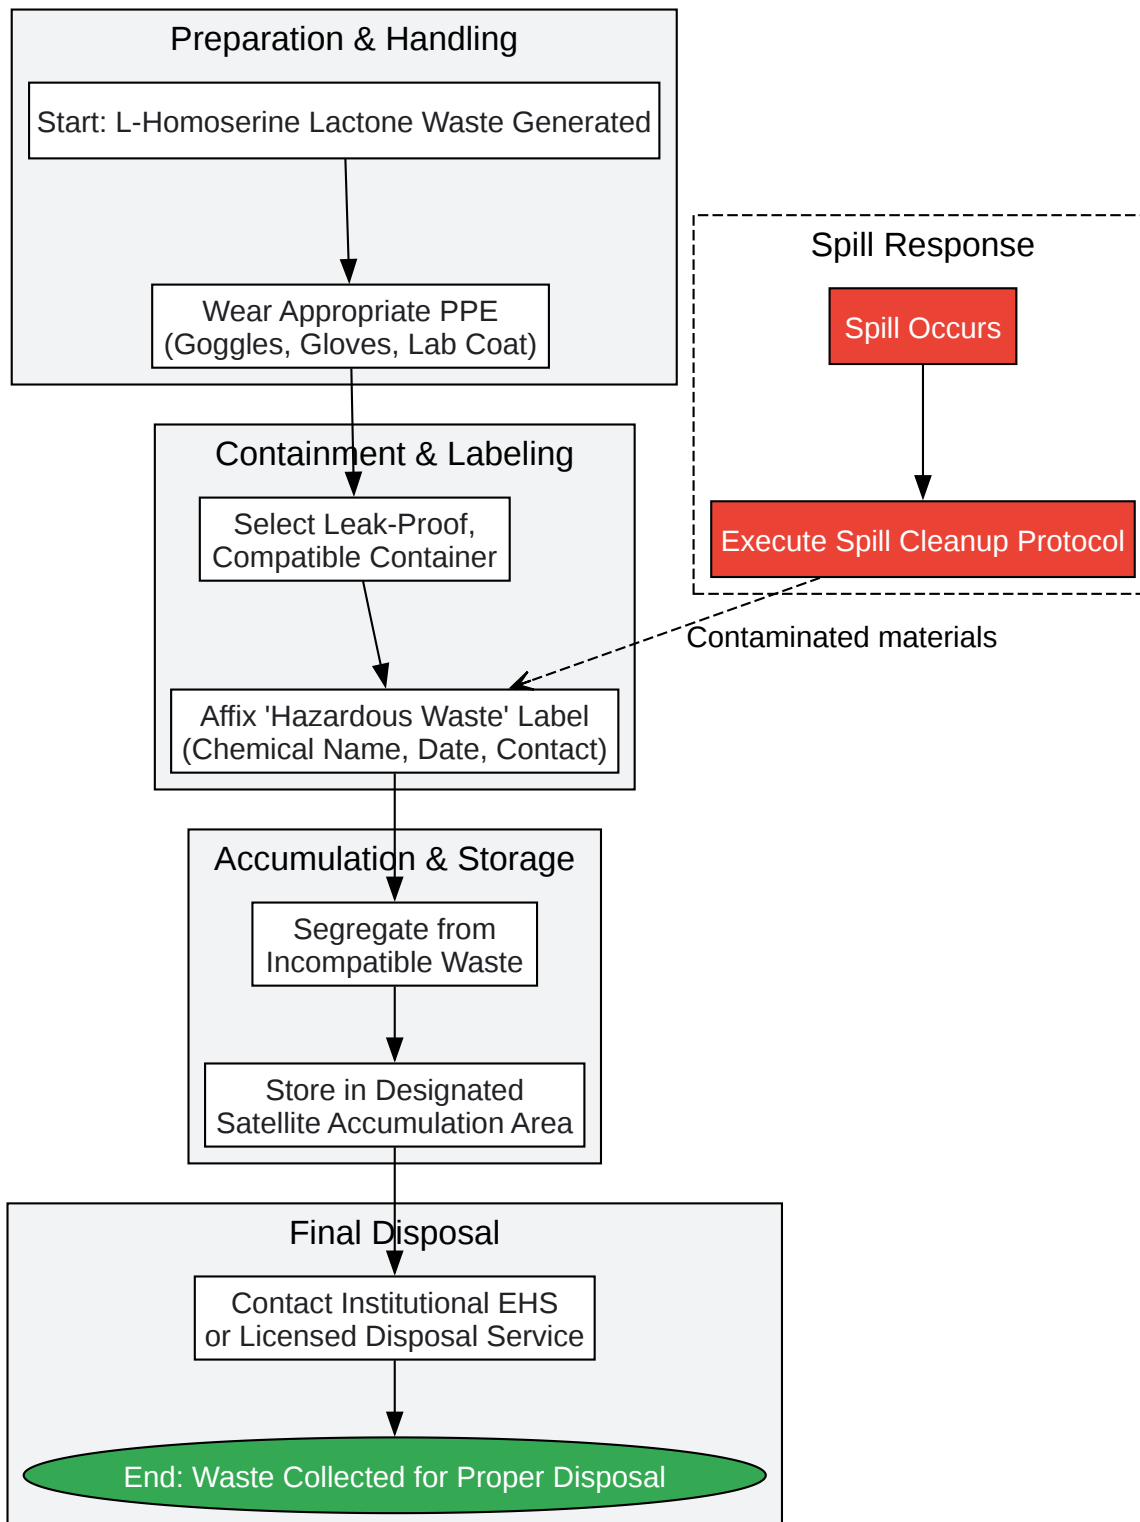 Preparation & Handling
Start: L-Homoserine Lactone Waste Generated
Wear Appropriate PPE
(Goggles, Gloves, Lab Coat)
Spill Response
Spill Occurs
Execute Spill Cleanup Protocol
Contaminated materials
Containment & Labeling
Select Leak-Proof,
Compatible Container
Affix 'Hazardous Waste' Label
(Chemical Name, Date, Contact)
Accumulation & Storage
Segregate from
Incompatible Waste
Store in Designated
Satellite Accumulation Area
Final Disposal
Contact Institutional EHS
or Licensed Disposal Service
End: Waste Collected for Proper Disposal